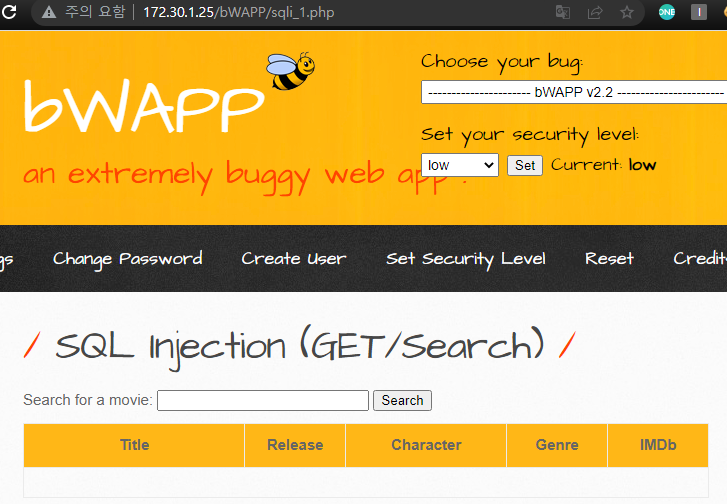 주의 요함 172.30.1.25/bWAPP/sqli_1.php
ONE
I
bWAPP
an extremely buggy web app !
Choose your bug:
----------------------- bWAPP v2.2 ------------------------
Set your security level:
low Set Current: low
gs Change Password Create User Set Security Level Reset Credit
/ SQL Injection (GET/Search) /
Search for a movie: Search
Title Release Character Genre IMDb